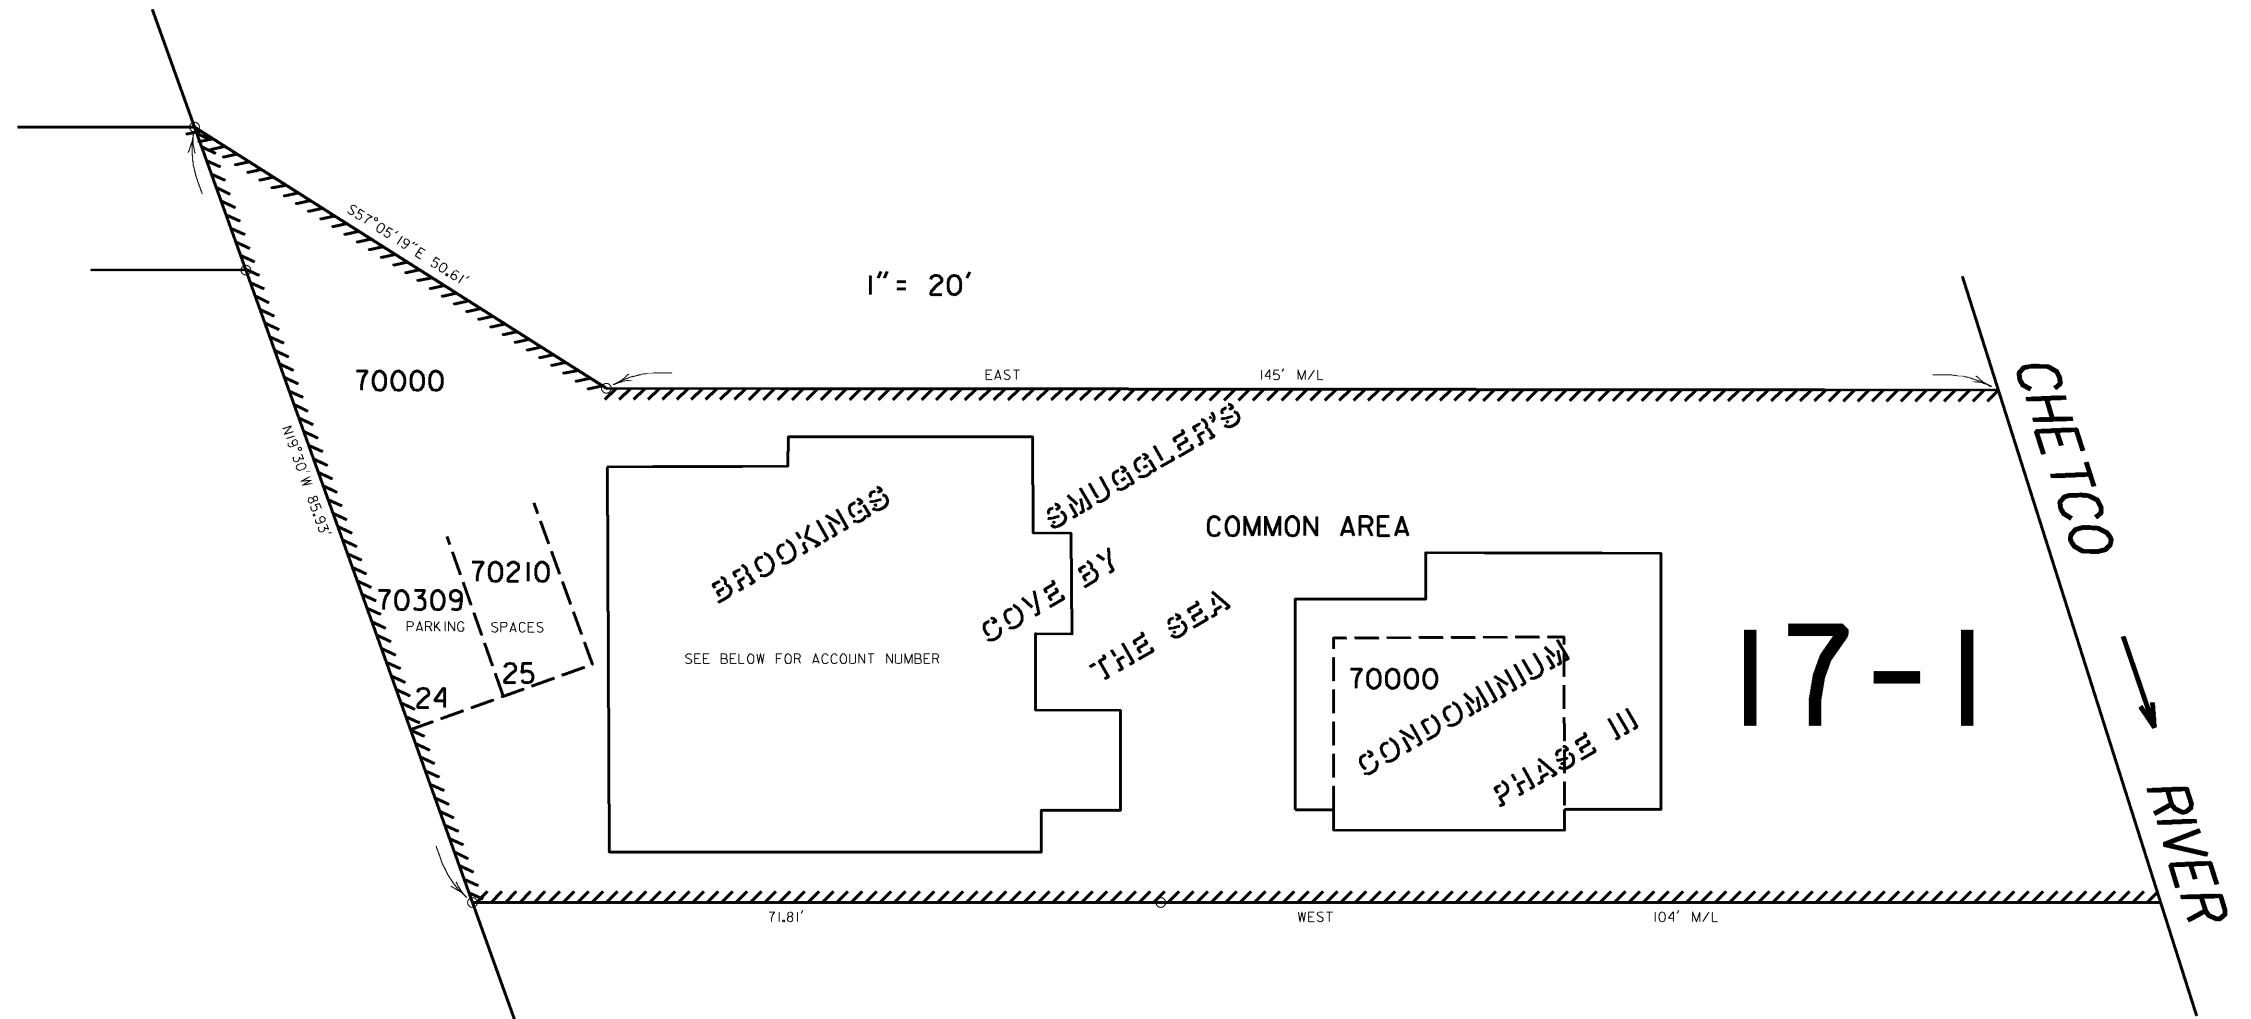 S57°05'19"E 50.61'
1"= 20'
70000
EAST 145' M/L
N19°30'W 85.93'
CHETCO
RIVER
BROOKINGS
SMUGGLER'S
COVE BY
THE SEA
CONDOMINIUM
PHASE III
COMMON AREA
70210
70309
PARKING SPACES
25
24
SEE BELOW FOR ACCOUNT NUMBER
70000
17-1
71.81' WEST 104' M/L